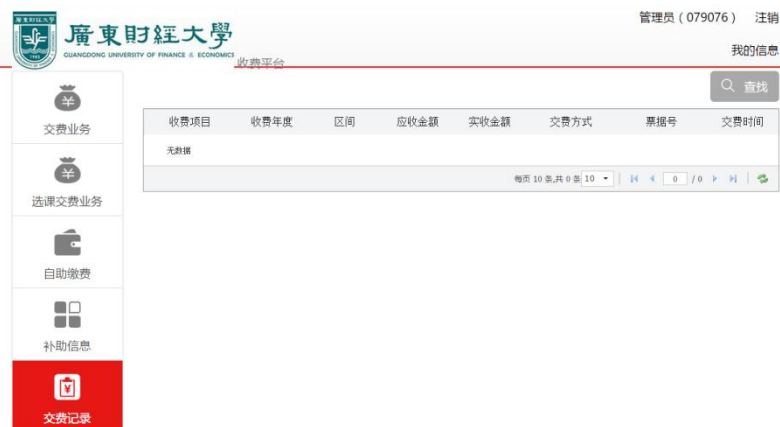 管理员（079076） 注销
廣東財經大學
GUANGDONG UNIVERSITY OF FINANCE & ECONOMICS
收费平台
我的信息
查找
交费业务
选课交费业务
自助缴费
补助信息
交费记录
收费项目 收费年度 区间 应收金额 实收金额 交费方式 票据号 交费时间
无数据
每页 10 条,共 0 条 10 0 / 0